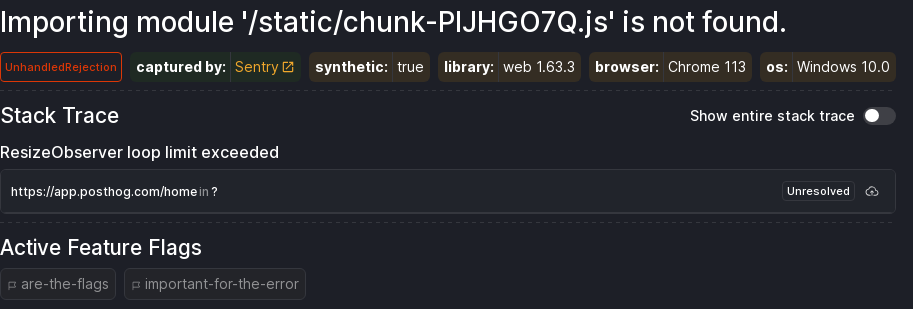 Importing module '/static/chunk-PIJHGO7Q.js' is not found.
UnhandledRejection captured by: Sentry synthetic: true library: web 1.63.3 browser: Chrome 113 os: Windows 10.0
Stack Trace Show entire stack trace
ResizeObserver loop limit exceeded
https://app.posthog.com/home in ? Unresolved
Active Feature Flags
are-the-flags important-for-the-error